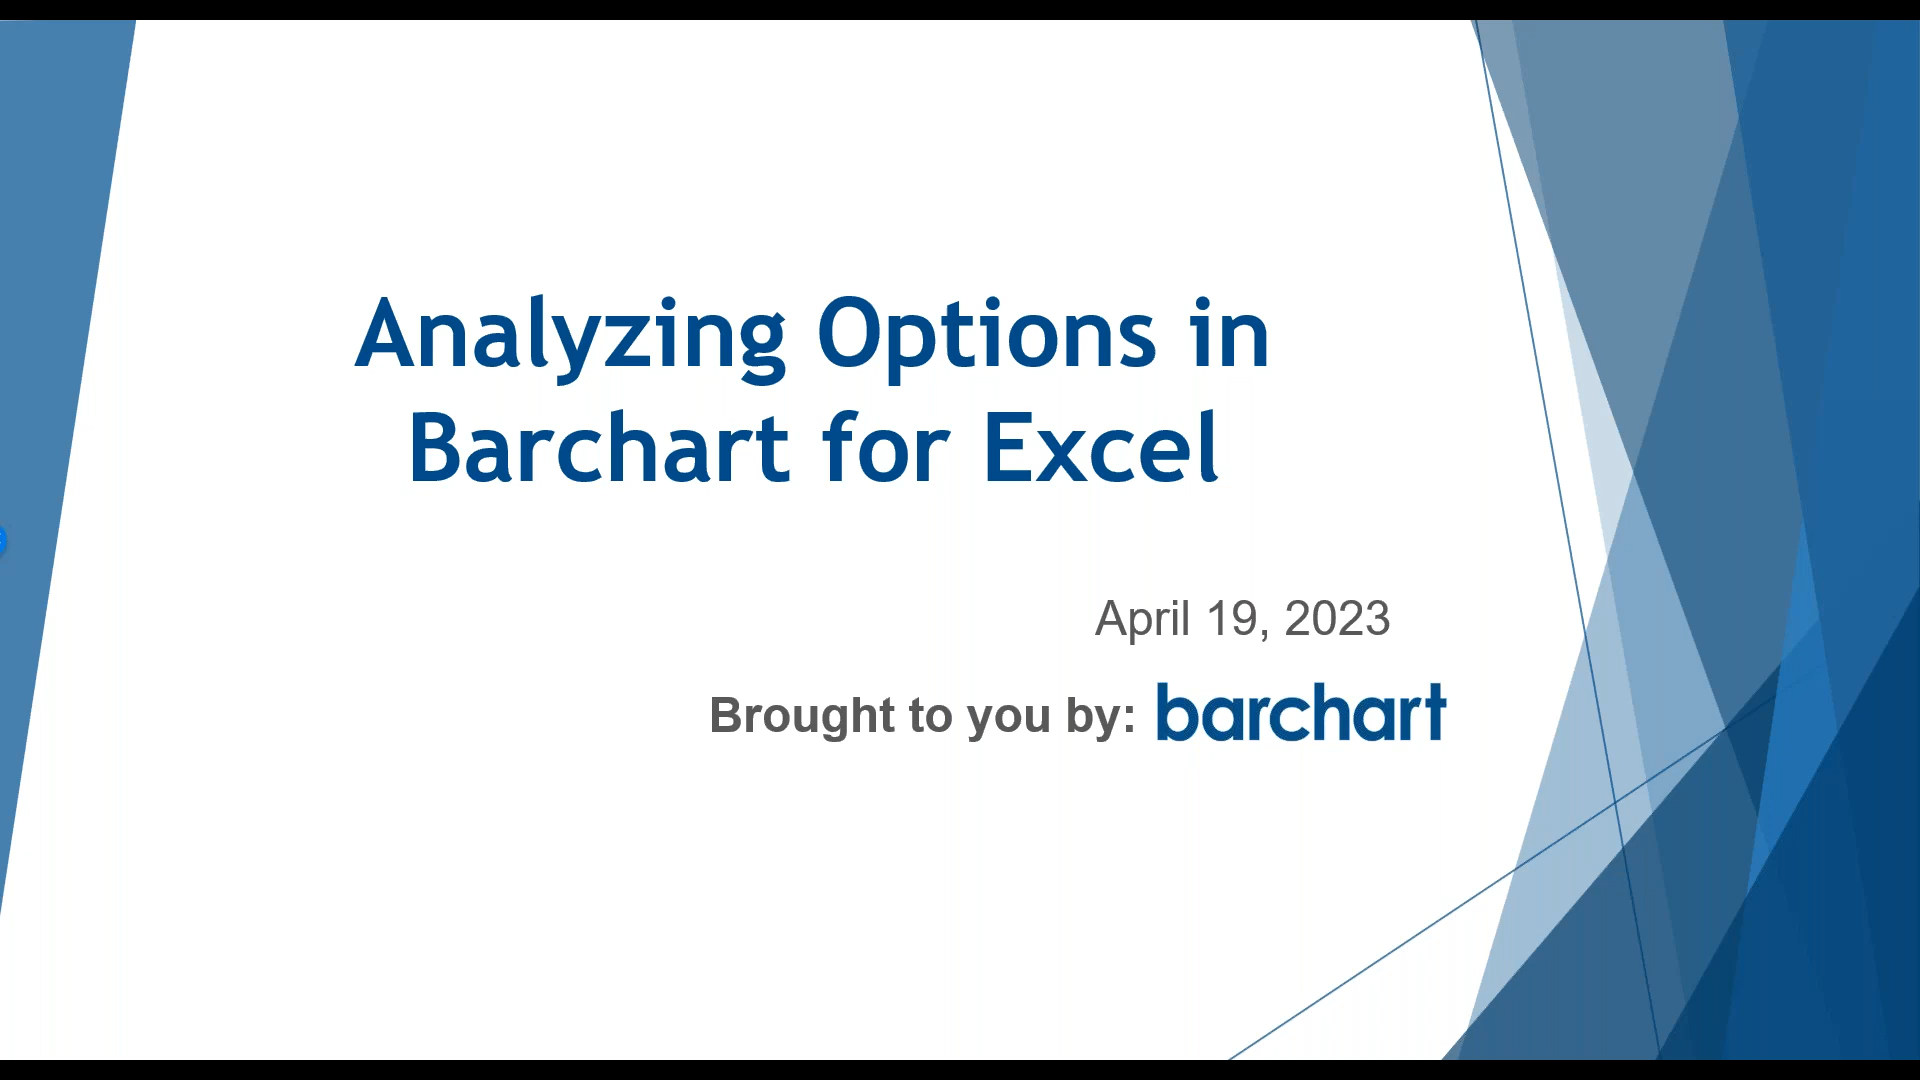 Analyzing Options in
Barchart for Excel
April 19, 2023
Brought to you by: barchart